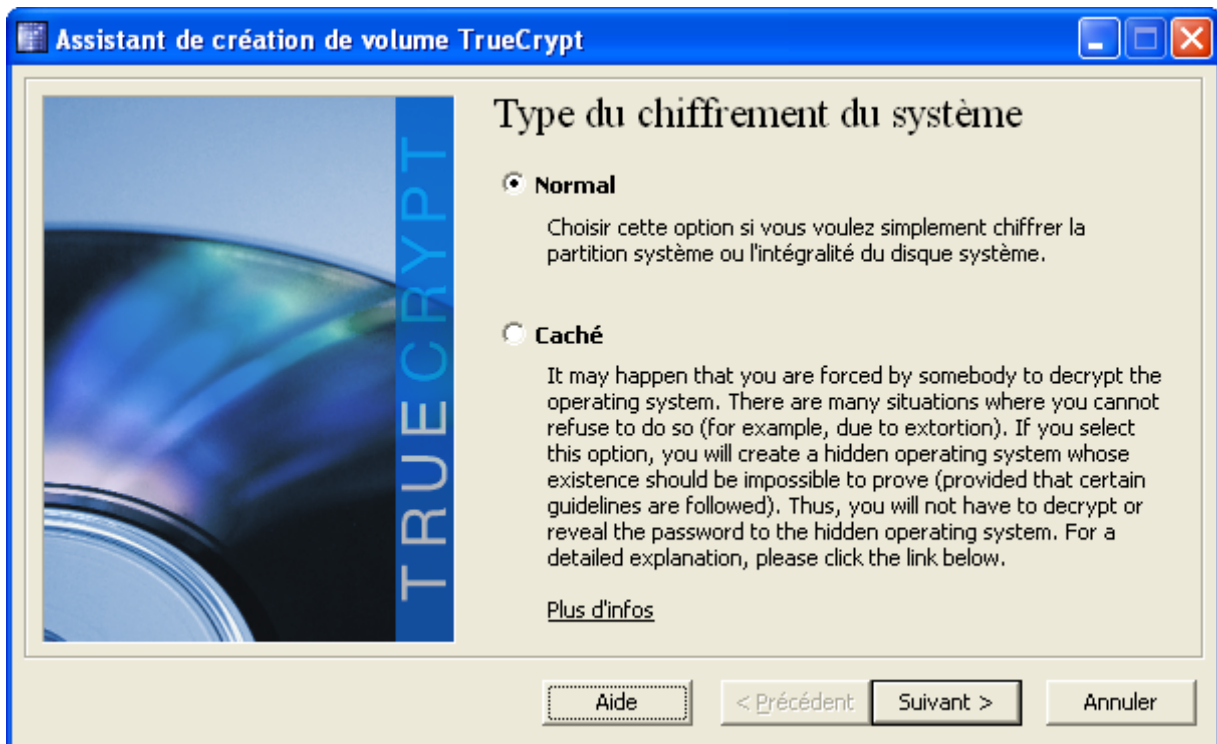 Assistant de création de volume TrueCrypt
TRUECRYPT
Type du chiffrement du système
Normal
Choisir cette option si vous voulez simplement chiffrer la
partition système ou l'intégralité du disque système.
Caché
It may happen that you are forced by somebody to decrypt the
operating system. There are many situations where you cannot
refuse to do so (for example, due to extortion). If you select
this option, you will create a hidden operating system whose
existence should be impossible to prove (provided that certain
guidelines are followed). Thus, you will not have to decrypt or
reveal the password to the hidden operating system. For a
detailed explanation, please click the link below.
Plus d'infos
Aide
< Précédent
Suivant >
Annuler